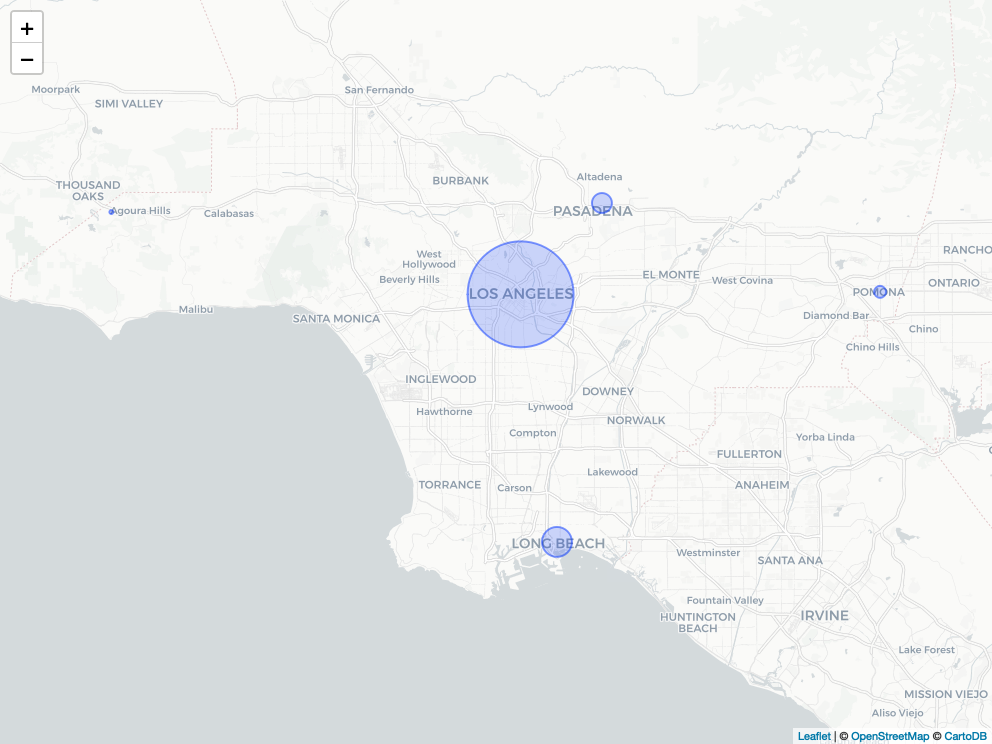 +
−
Moorpark
SIMI VALLEY
San Fernando
THOUSAND
OAKS
Agoura Hills
Calabasas
BURBANK
Altadena
PASADENA
West
Hollywood
Beverly Hills
LOS ANGELES
EL MONTE
West Covina
RANCHO
ONTARIO
POMONA
Diamond Bar
Chino
Chino Hills
Malibu
SANTA MONICA
INGLEWOOD
Hawthorne
Lynwood
DOWNEY
Compton
NORWALK
Yorba Linda
FULLERTON
Lakewood
TORRANCE
Carson
ANAHEIM
LONG BEACH
Westminster
SANTA ANA
Fountain Valley
HUNTINGTON
BEACH
IRVINE
Lake Forest
MISSION VIEJO
Aliso Viejo
Leaflet | © OpenStreetMap © CartoDB